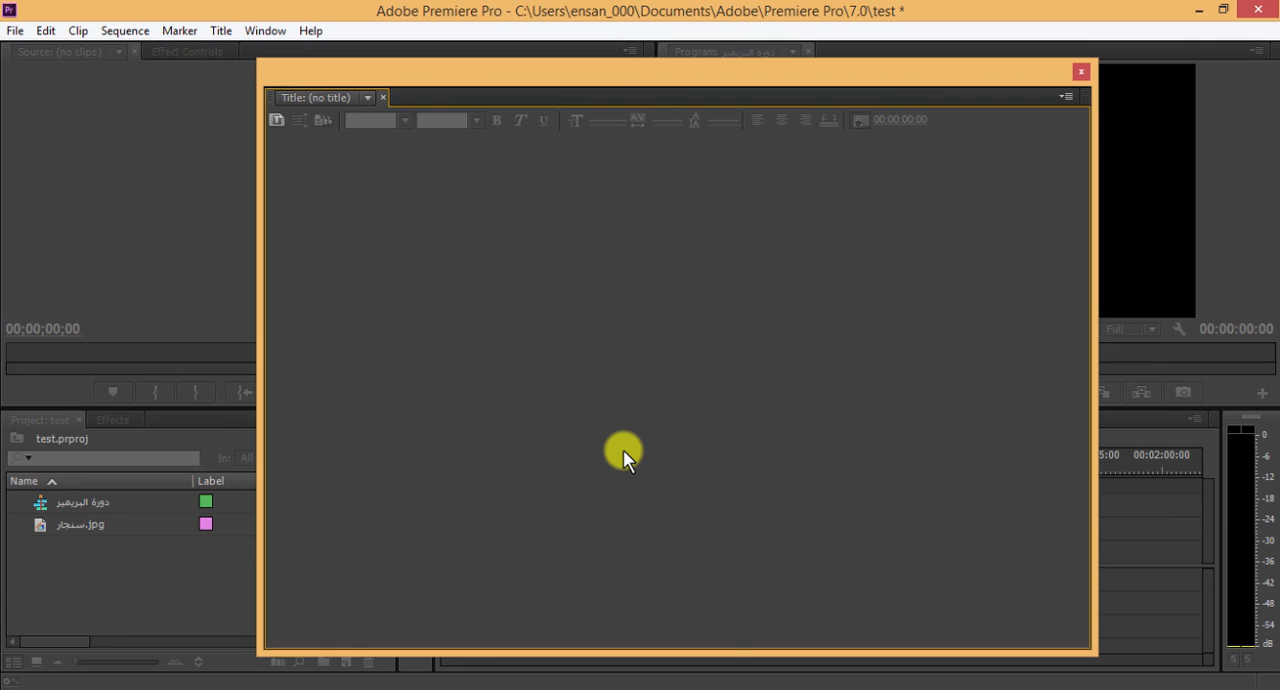 Adobe Premiere Pro - C:\Users\ensan_000\Documents\Adobe\Premiere Pro\7.0\test *
File Edit Clip Sequence Marker Title Window Help
Source: (no clips) Effect Controls
Program: دورة البريمير
Title: (no title)
B T U
00;00;00;00
00;00;00;00
Full
00:00:00:00
Project: test Effects
test.prproj
In: All
Name Label
دورة البريمير
سنجار.jpg
5:00 00:02:00:00
0
-6
-12
-18
-24
-30
-36
-42
-48
-54
dB
S S